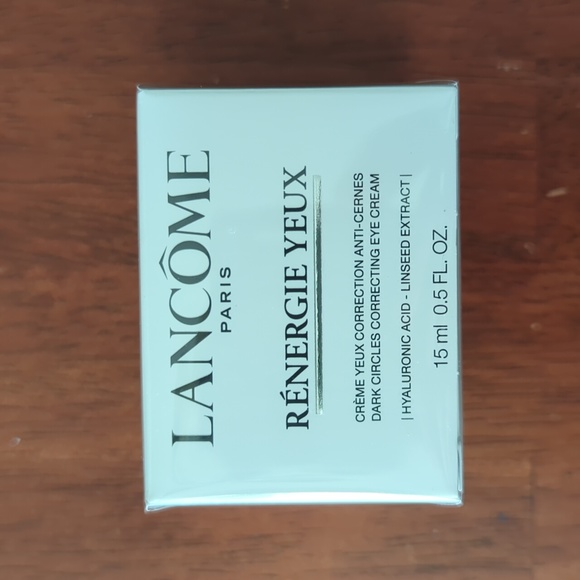 LANCÔME
PARIS
RÉNERGIE YEUX
CRÈME YEUX CORRECTION ANTI-CERNES
DARK CIRCLES CORRECTING EYE CREAM
| HYALURONIC ACID - LINSEED EXTRACT |
15 ml 0.5 FL. OZ.